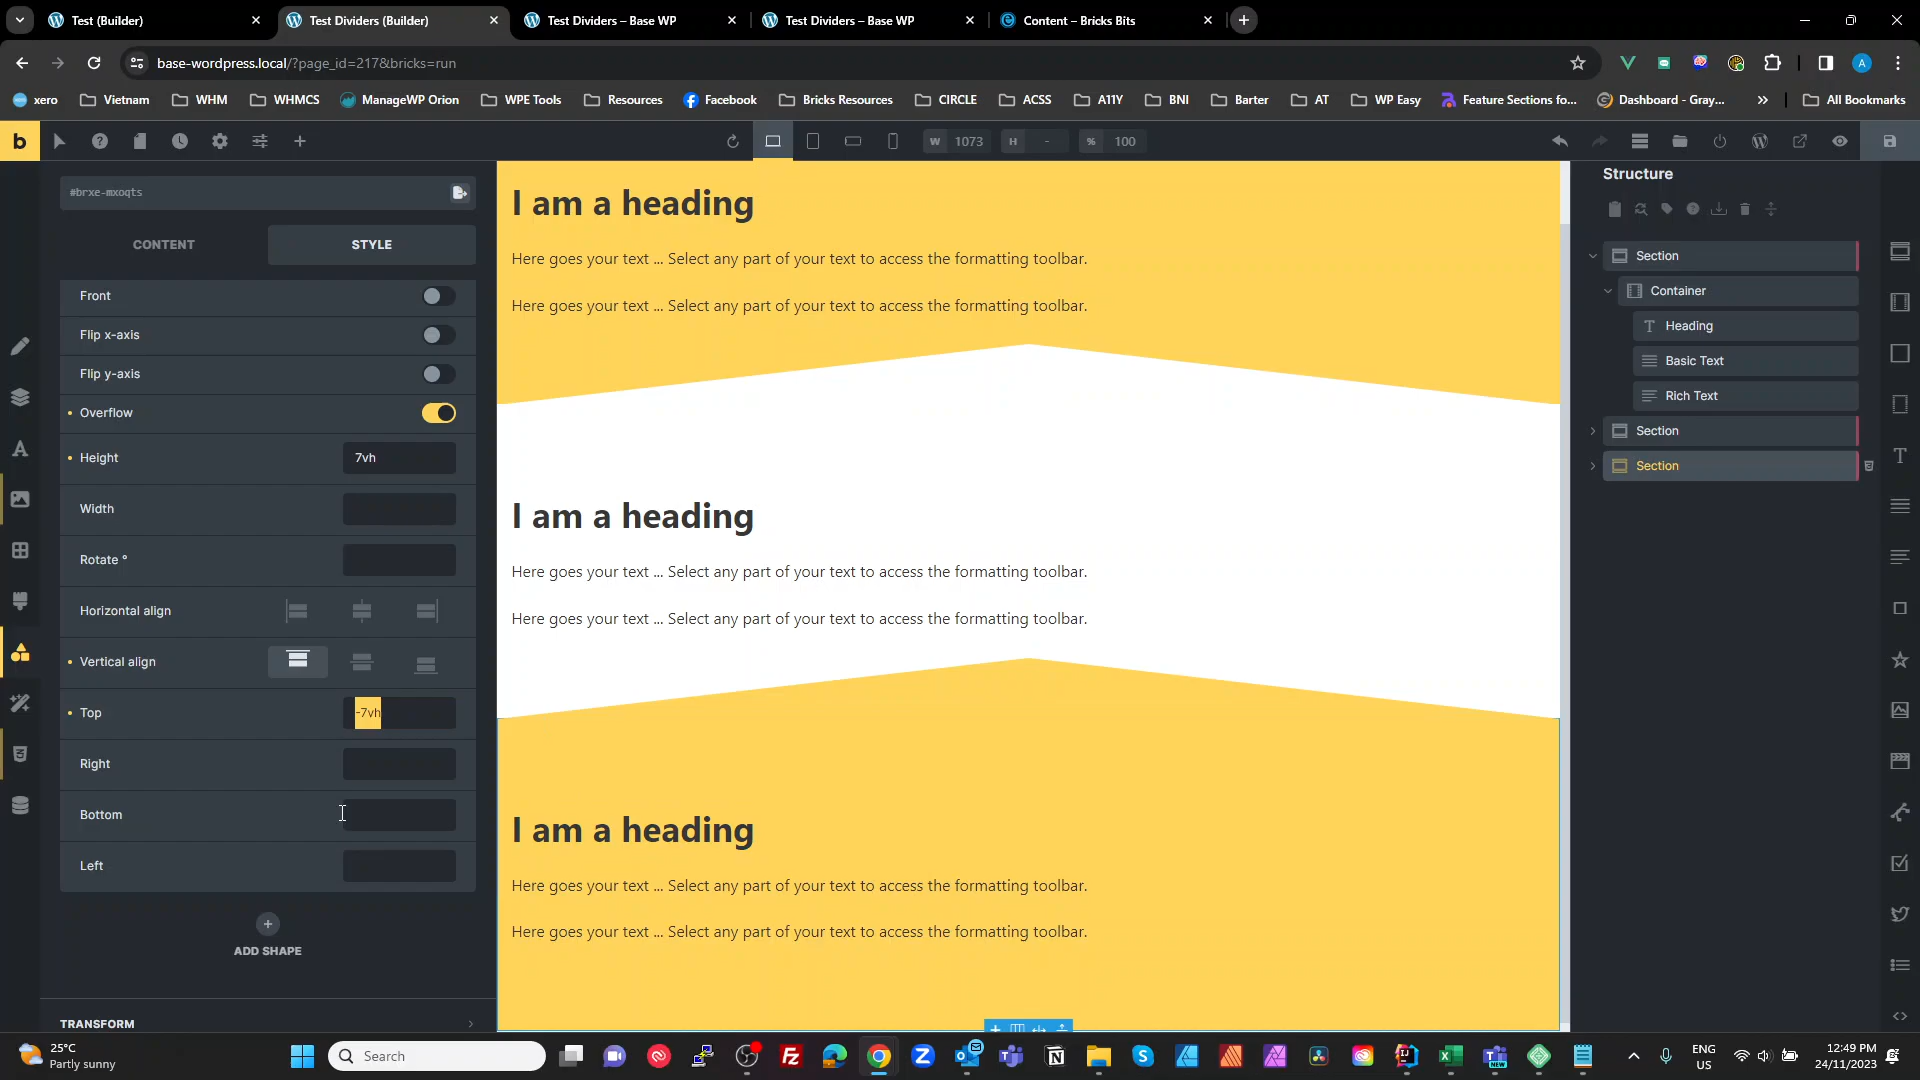 Test (Builder)
Test Dividers (Builder)
Test Dividers – Base WP
Test Dividers – Base WP
Content – Bricks Bits
base-wordpress.local/?page_id=217&bricks=run
A
xero
Vietnam
WHM
WHMCS
ManageWP Orion
WPE Tools
Resources
Facebook
Bricks Resources
CIRCLE
ACSS
A11Y
BNI
Barter
AT
WP Easy
Feature Sections fo...
Dashboard - Gray...
»
All Bookmarks
b
W 1073
H -
% 100
#brxe-mxoqts
CONTENT
STYLE
Front
Flip x-axis
Flip y-axis
Overflow
Height 7vh
Width
Rotate °
Horizontal align
Vertical align
Top -7vh
Right
Bottom
Left
ADD SHAPE
TRANSFORM
I am a heading
Here goes your text ... Select any part of your text to access the formatting toolbar.
Here goes your text ... Select any part of your text to access the formatting toolbar.
I am a heading
Here goes your text ... Select any part of your text to access the formatting toolbar.
Here goes your text ... Select any part of your text to access the formatting toolbar.
I am a heading
Here goes your text ... Select any part of your text to access the formatting toolbar.
Here goes your text ... Select any part of your text to access the formatting toolbar.
Structure
Section
Container
Heading
Basic Text
Rich Text
Section
Section
25°C
Partly sunny
Search
ENG
US
12:49 PM
24/11/2023